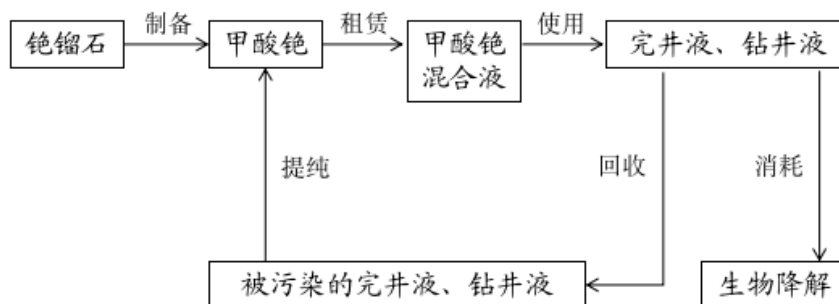 制备
租赁
使用
铯镏石
甲酸铯
甲酸铯
混合液
完井液、钻井液
提纯
回收
消耗
被污染的完井液、钻井液
生物降解